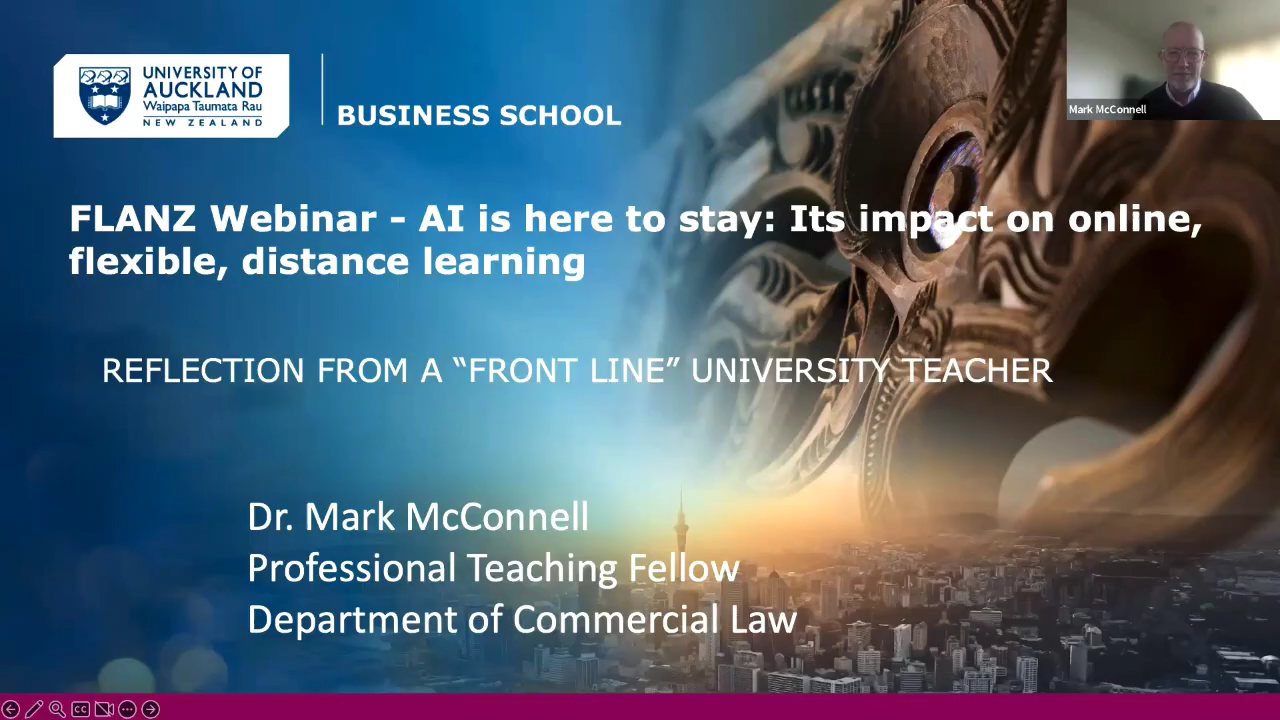 UNIVERSITY OF
AUCKLAND
Waipapa Taumata Rau
NEW ZEALAND
BUSINESS SCHOOL
Mark McConnell
FLANZ Webinar - AI is here to stay: Its impact on online,
flexible, distance learning
REFLECTION FROM A “FRONT LINE” UNIVERSITY TEACHER
Dr. Mark McConnell
Professional Teaching Fellow
Department of Commercial Law
CC